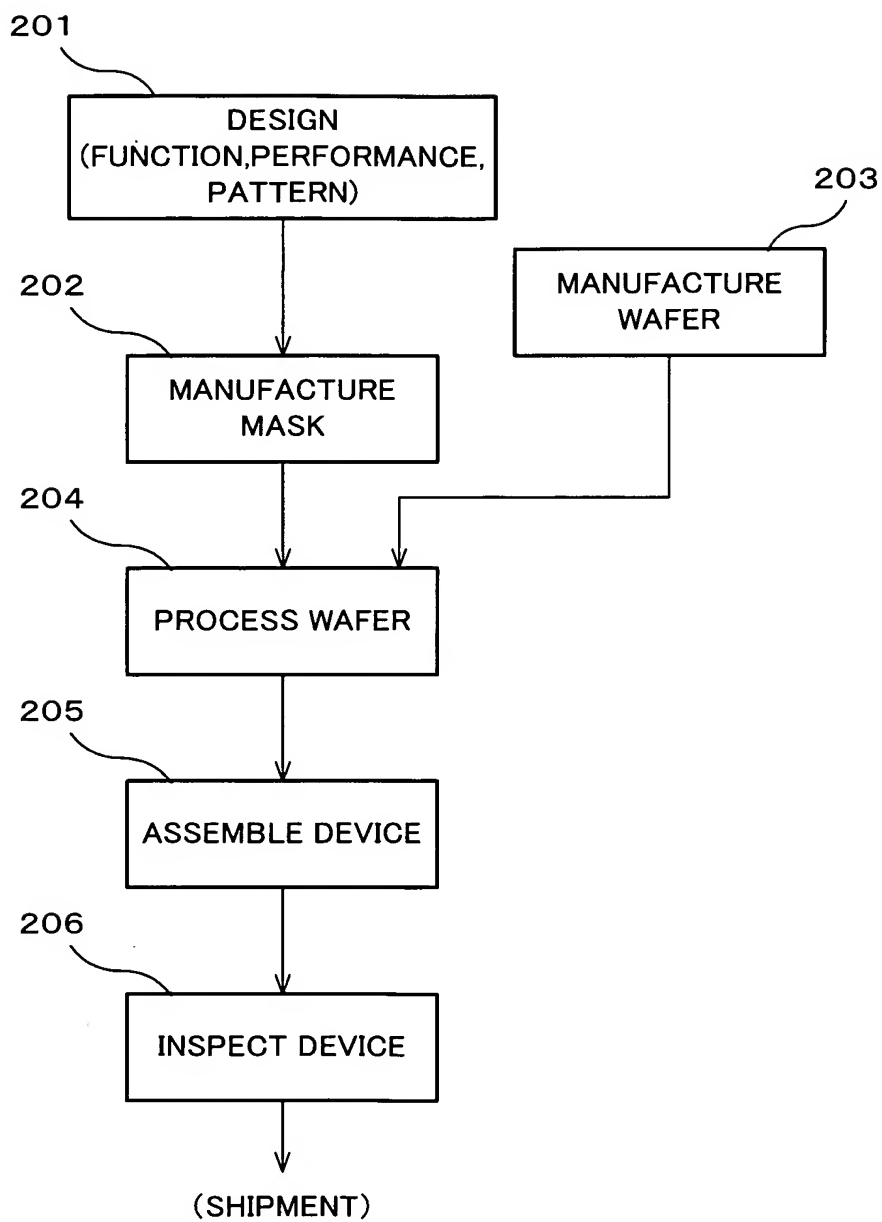 201
DESIGN
(FUNCTION,PERFORMANCE,
PATTERN)
203
MANUFACTURE
WAFER
202
MANUFACTURE
MASK
204
PROCESS WAFER
205
ASSEMBLE DEVICE
206
INSPECT DEVICE
(SHIPMENT)